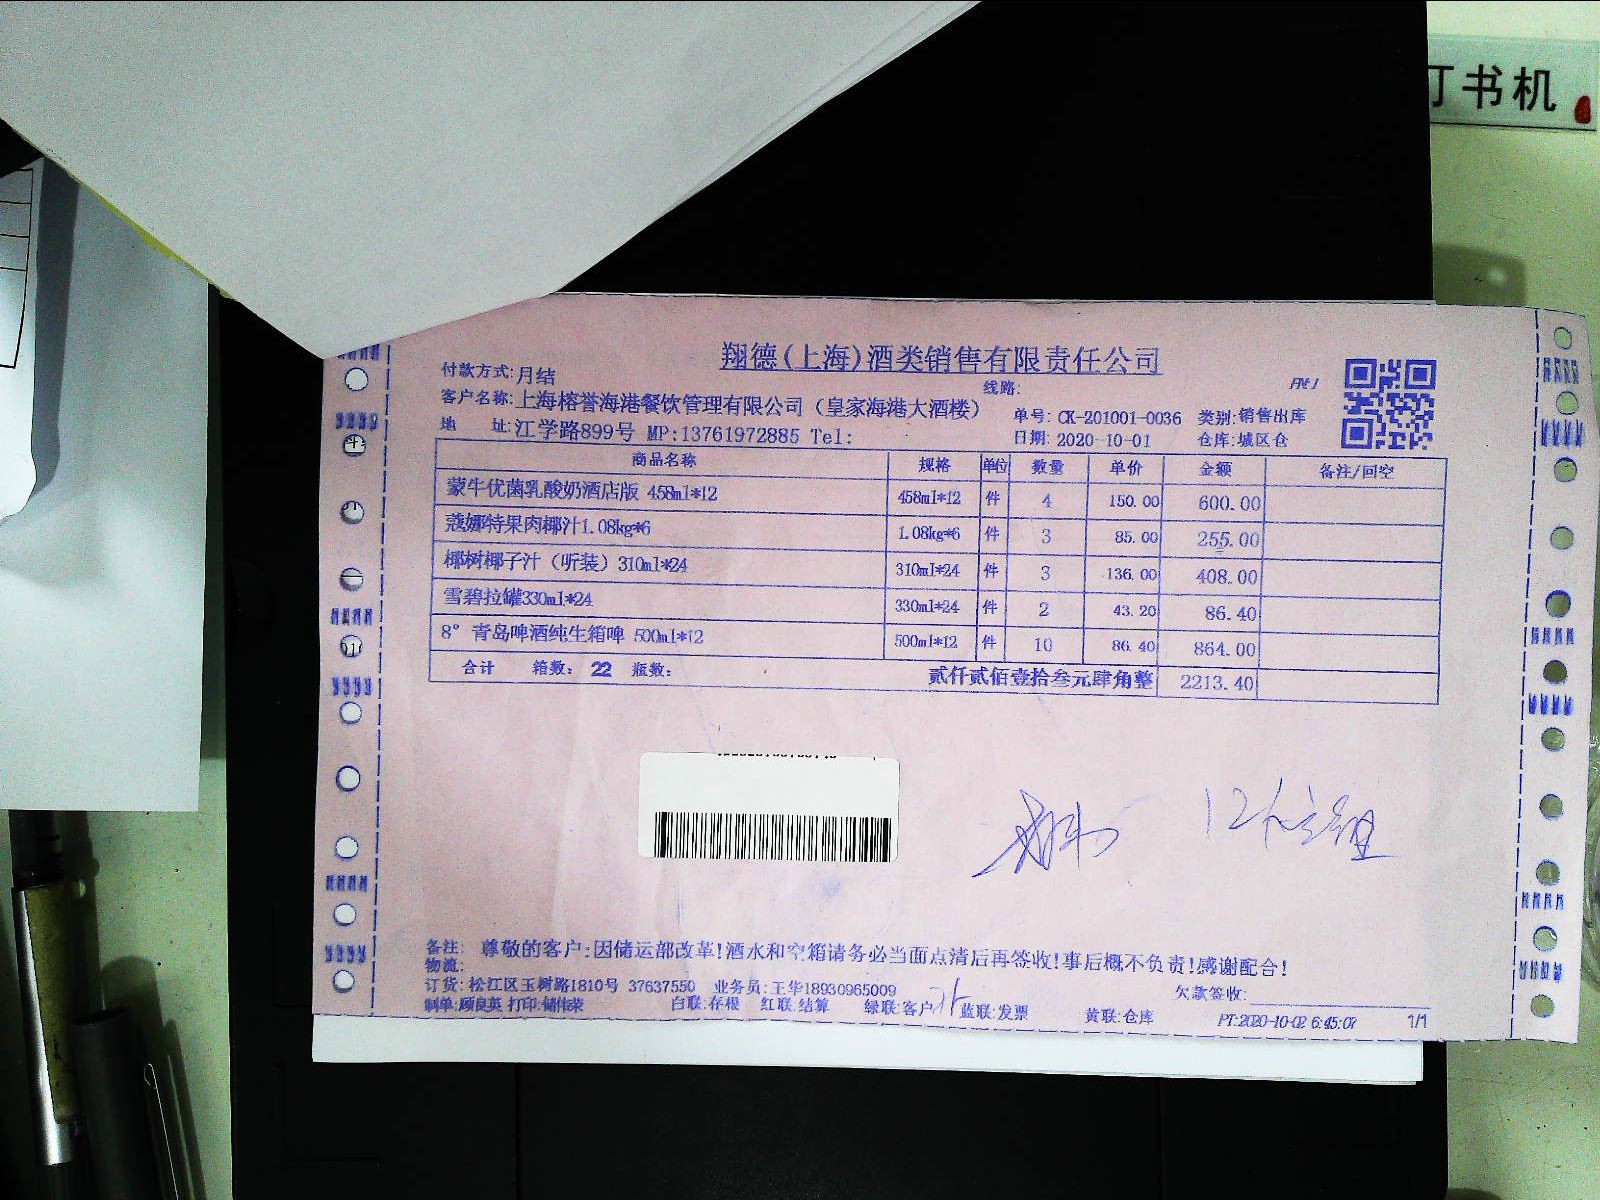 订书机
翔德(上海)酒类销售有限责任公司
付款方式:月结
线路:
客户名称:上海榕誉海港餐饮管理有限公司(皇家海港大酒楼)
单号: CK-201001-0036 类别:销售出库
地 址:江学路899号 MP:13761972885 Tel:
日期: 2020-10-01 仓库:城区仓
商品名称 规格 单位 数量 单价 金额 备注/回空
蒙牛优菌乳酸奶酒店版 458ml*12 458ml*12 件 4 150.00 600.00
蔻娜特果肉椰汁1.08kg*6 1.08kg*6 件 3 85.00 255.00
椰树椰子汁（听装）310ml*24 310ml*24 件 3 136.00 408.00
雪碧拉罐330ml*24 330ml*24 件 2 43.20 86.40
8° 青岛啤酒纯生箱啤 500ml*12 500ml*12 件 10 86.40 864.00
合计 箱数: 22 瓶数: 贰仟贰佰壹拾叁元肆角整 2213.40
备注: 尊敬的客户:因储运部改革!酒水和空箱请务必当面点清后再签收!事后概不负责!感谢配合!
物流:
订货:松江区玉树路1810号 37637550 业务员:王华18930965009
欠款签收:
制单:顾良英 打印:储伟荣 白联:存根 红联:结算 绿联:客户 蓝联:发票 黄联:仓库 PT:2020-10-02 6:45:07 1/1